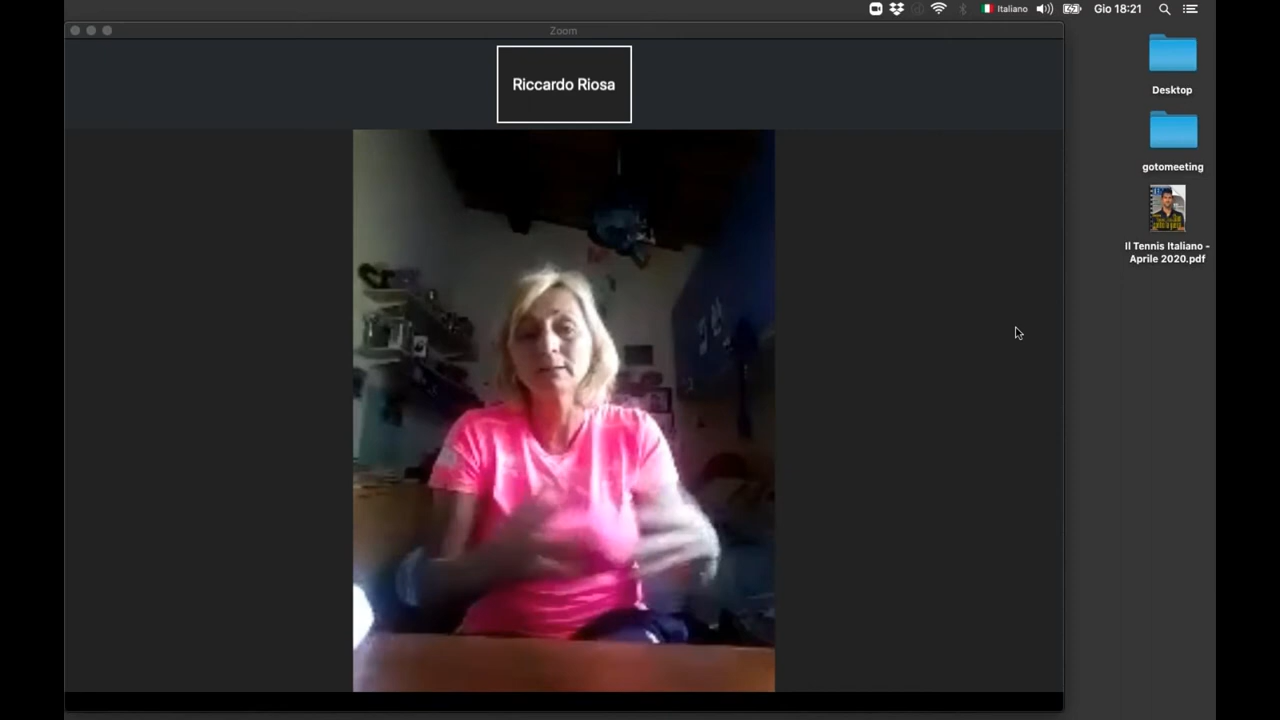 Italiano
Gio 18:21
Zoom
Riccardo Riosa
Desktop
gotomeeting
Il Tennis Italiano -
Aprile 2020.pdf